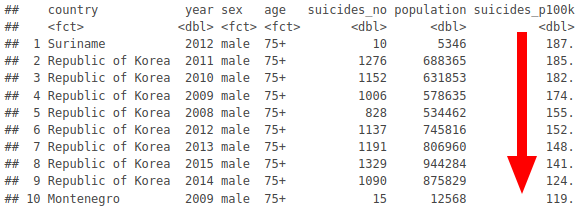 ##    country           year sex   age   suicides_no population suicides_p100k
##    <fct>            <dbl> <fct> <fct>       <dbl>      <dbl>          <dbl>
##  1 Suriname          2012 male  75+            10       5346           187.
##  2 Republic of Korea  2011 male  75+          1276     688365           185.
##  3 Republic of Korea  2010 male  75+          1152     631853           182.
##  4 Republic of Korea  2009 male  75+          1006     578635           174.
##  5 Republic of Korea  2008 male  75+           828     534462           155.
##  6 Republic of Korea  2012 male  75+          1137     745816           152.
##  7 Republic of Korea  2013 male  75+          1191     806960           148.
##  8 Republic of Korea  2015 male  75+          1329     944284           141.
##  9 Republic of Korea  2014 male  75+          1090     875829           124.
## 10 Montenegro        2009 male  75+            15      12568           119.